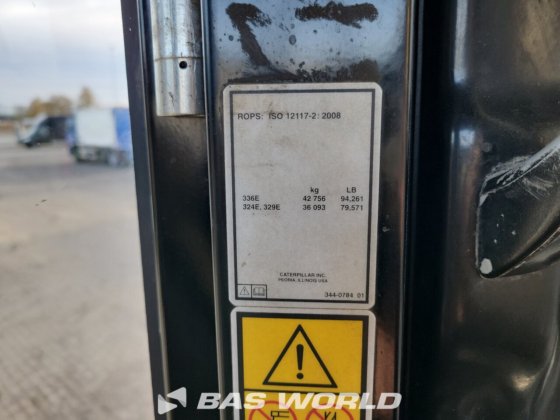 ROPS: ISO 12117-2: 2008
kg LB
336E 42 756 94,261
324E, 329E 36 093 79,571
CATERPILLAR INC.
PEORIA, ILLINOIS USA
344-0784 01
BAS WORLD